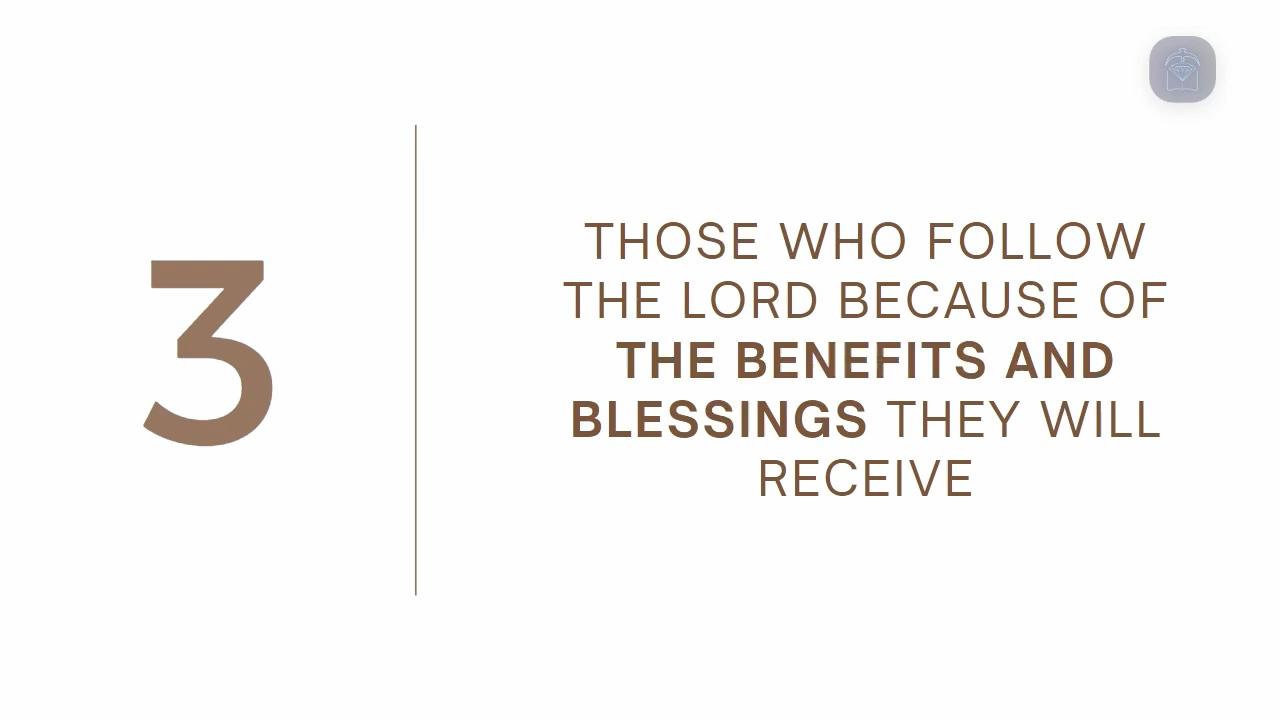 3
THOSE WHO FOLLOW
THE LORD BECAUSE OF
THE BENEFITS AND
BLESSINGS THEY WILL
RECEIVE